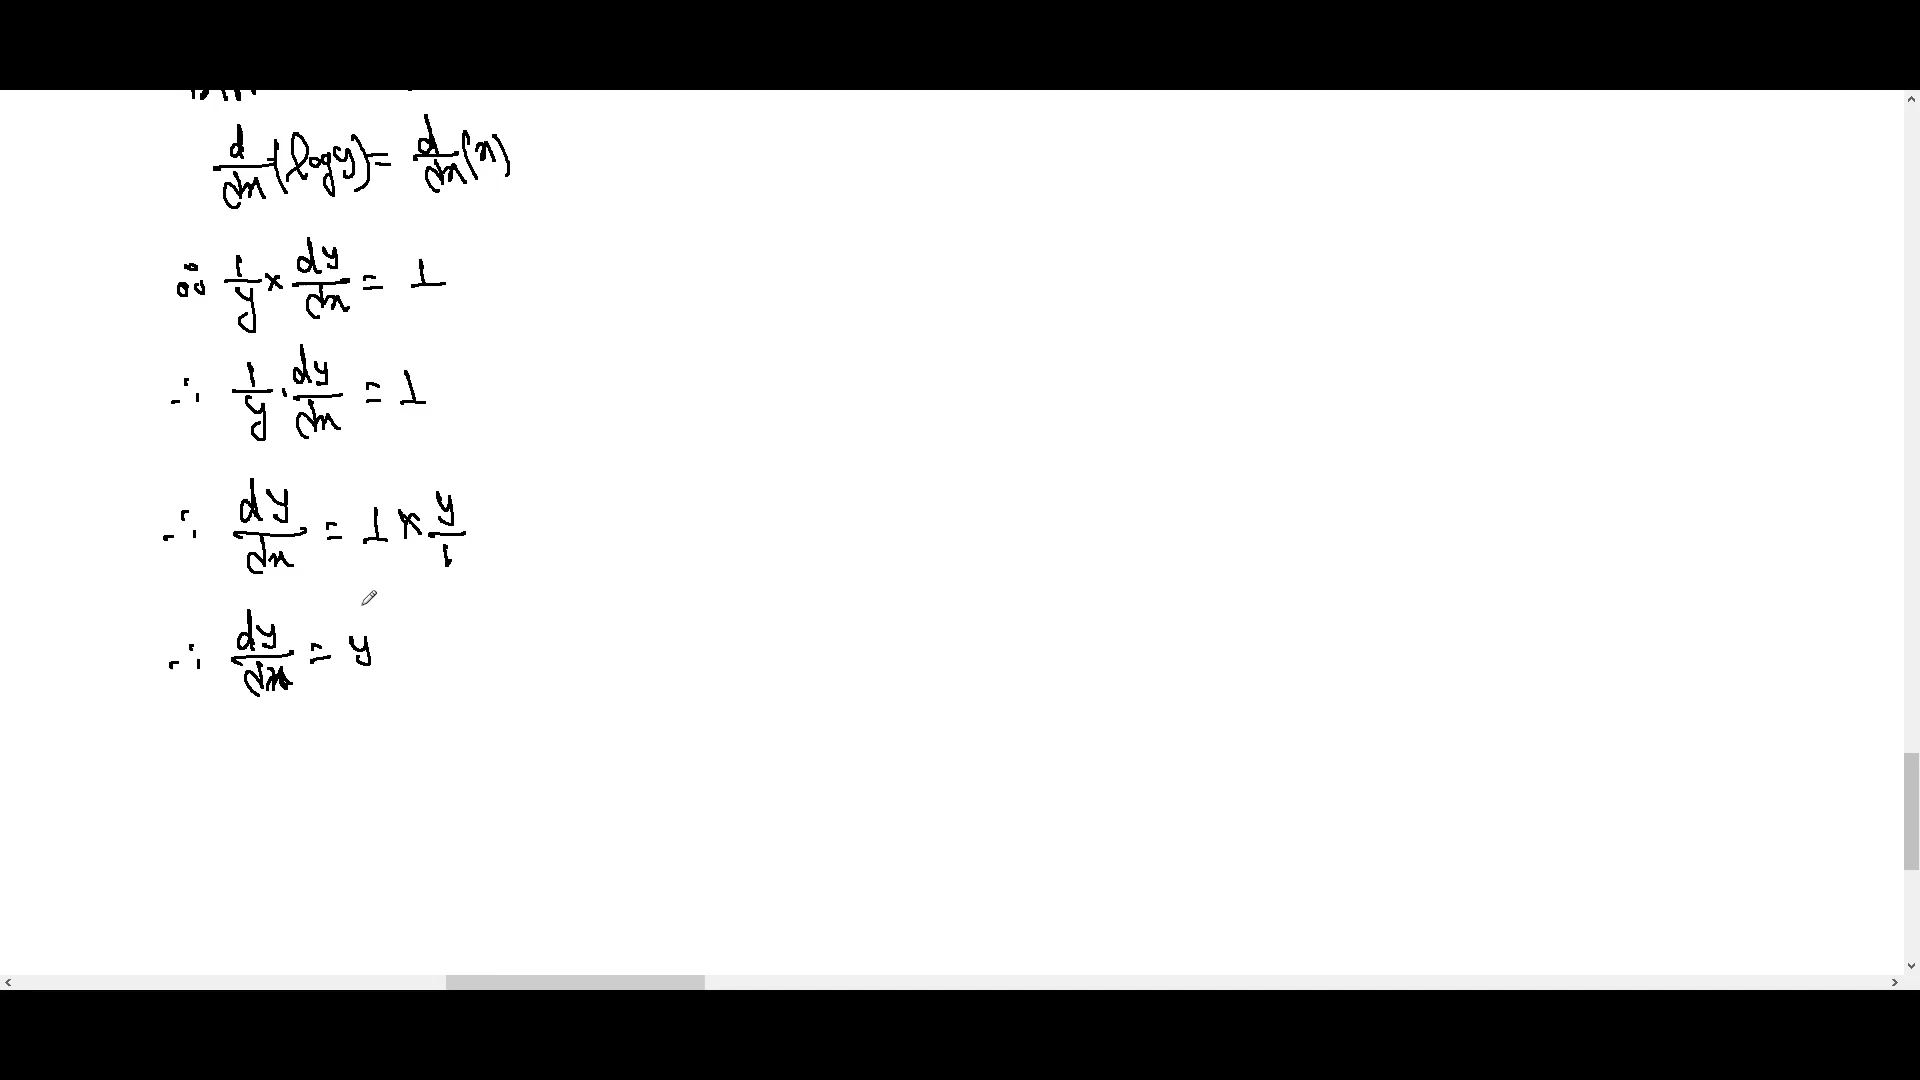 d/dx (log y) = d/dx (x)
∴ 1/y × dy/dx = 1
∴ 1/y · dy/dx = 1
∴ dy/dx = 1 × y/1
∴ dy/dx = y